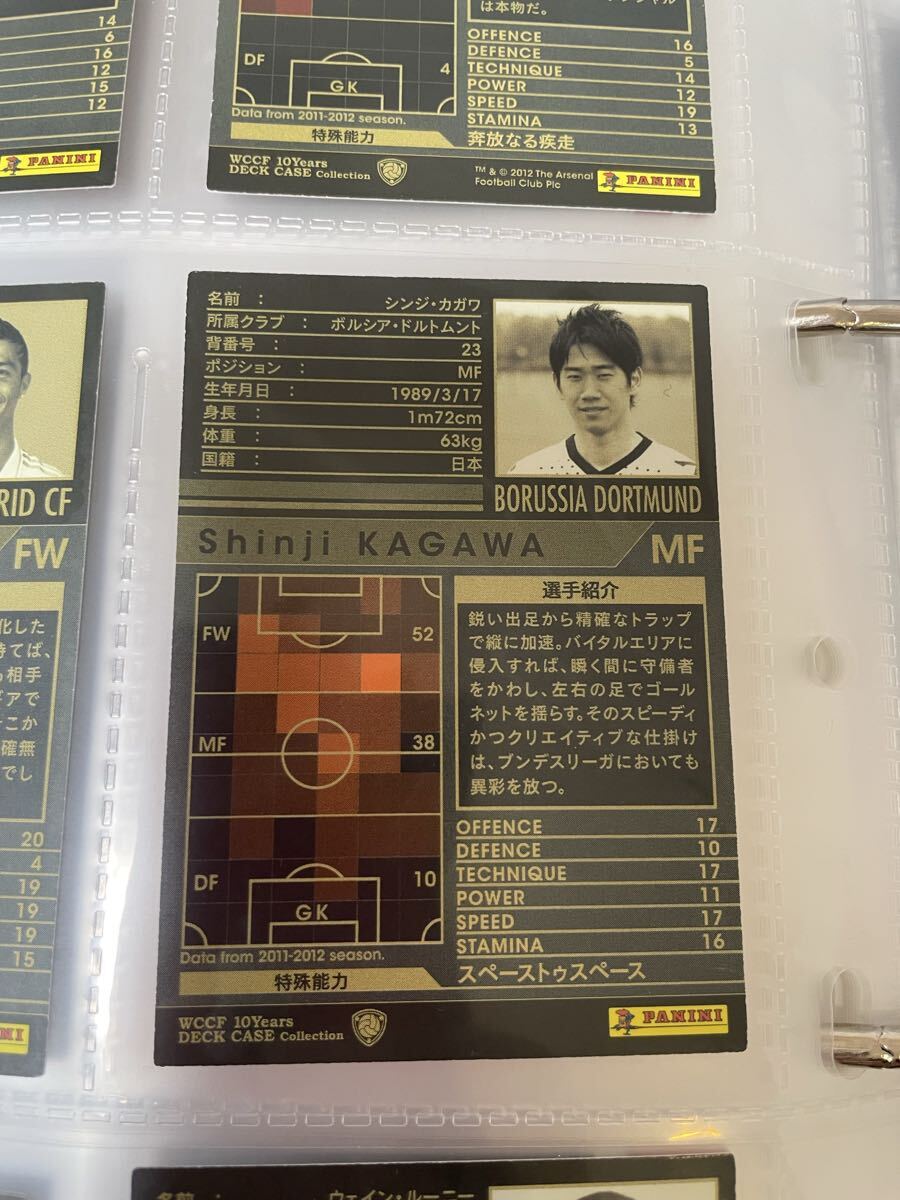 14
6
16
12
15
12
PANINI
は本物だ。
DF
4
GK
Data from 2011-2012 season.
特殊能力
OFFENCE 16
DEFENCE 5
TECHNIQUE 14
POWER 12
SPEED 19
STAMINA 13
奔放なる疾走
WCCF 10Years
DECK CASE Collection
™ & © 2012 The Arsenal
Football Club Plc
PANINI
RID CF
FW
化した
待てば、
相手
ギアで
そこか
確無
でし
20
4
19
19
19
15
NI
名前 : シンジ・カガワ
所属クラブ : ボルシア・ドルトムント
背番号 : 23
ポジション : MF
生年月日 : 1989/3/17
身長 : 1m72cm
体重 : 63kg
国籍 : 日本
BORUSSIA DORTMUND
Shinji KAGAWA MF
FW 52
MF 38
DF 10
GK
Data from 2011-2012 season.
特殊能力
選手紹介
鋭い出足から精確なトラップ
で縦に加速。バイタルエリアに
侵入すれば、瞬く間に守備者
をかわし、左右の足でゴール
ネットを揺らす。そのスピーディ
かつクリエイティブな仕掛け
は、ブンデスリーガにおいても
異彩を放つ。
OFFENCE 17
DEFENCE 10
TECHNIQUE 17
POWER 11
SPEED 17
STAMINA 16
スペーストゥスペース
WCCF 10Years
DECK CASE Collection
PANINI
名前 : ウェイン・ルーニー